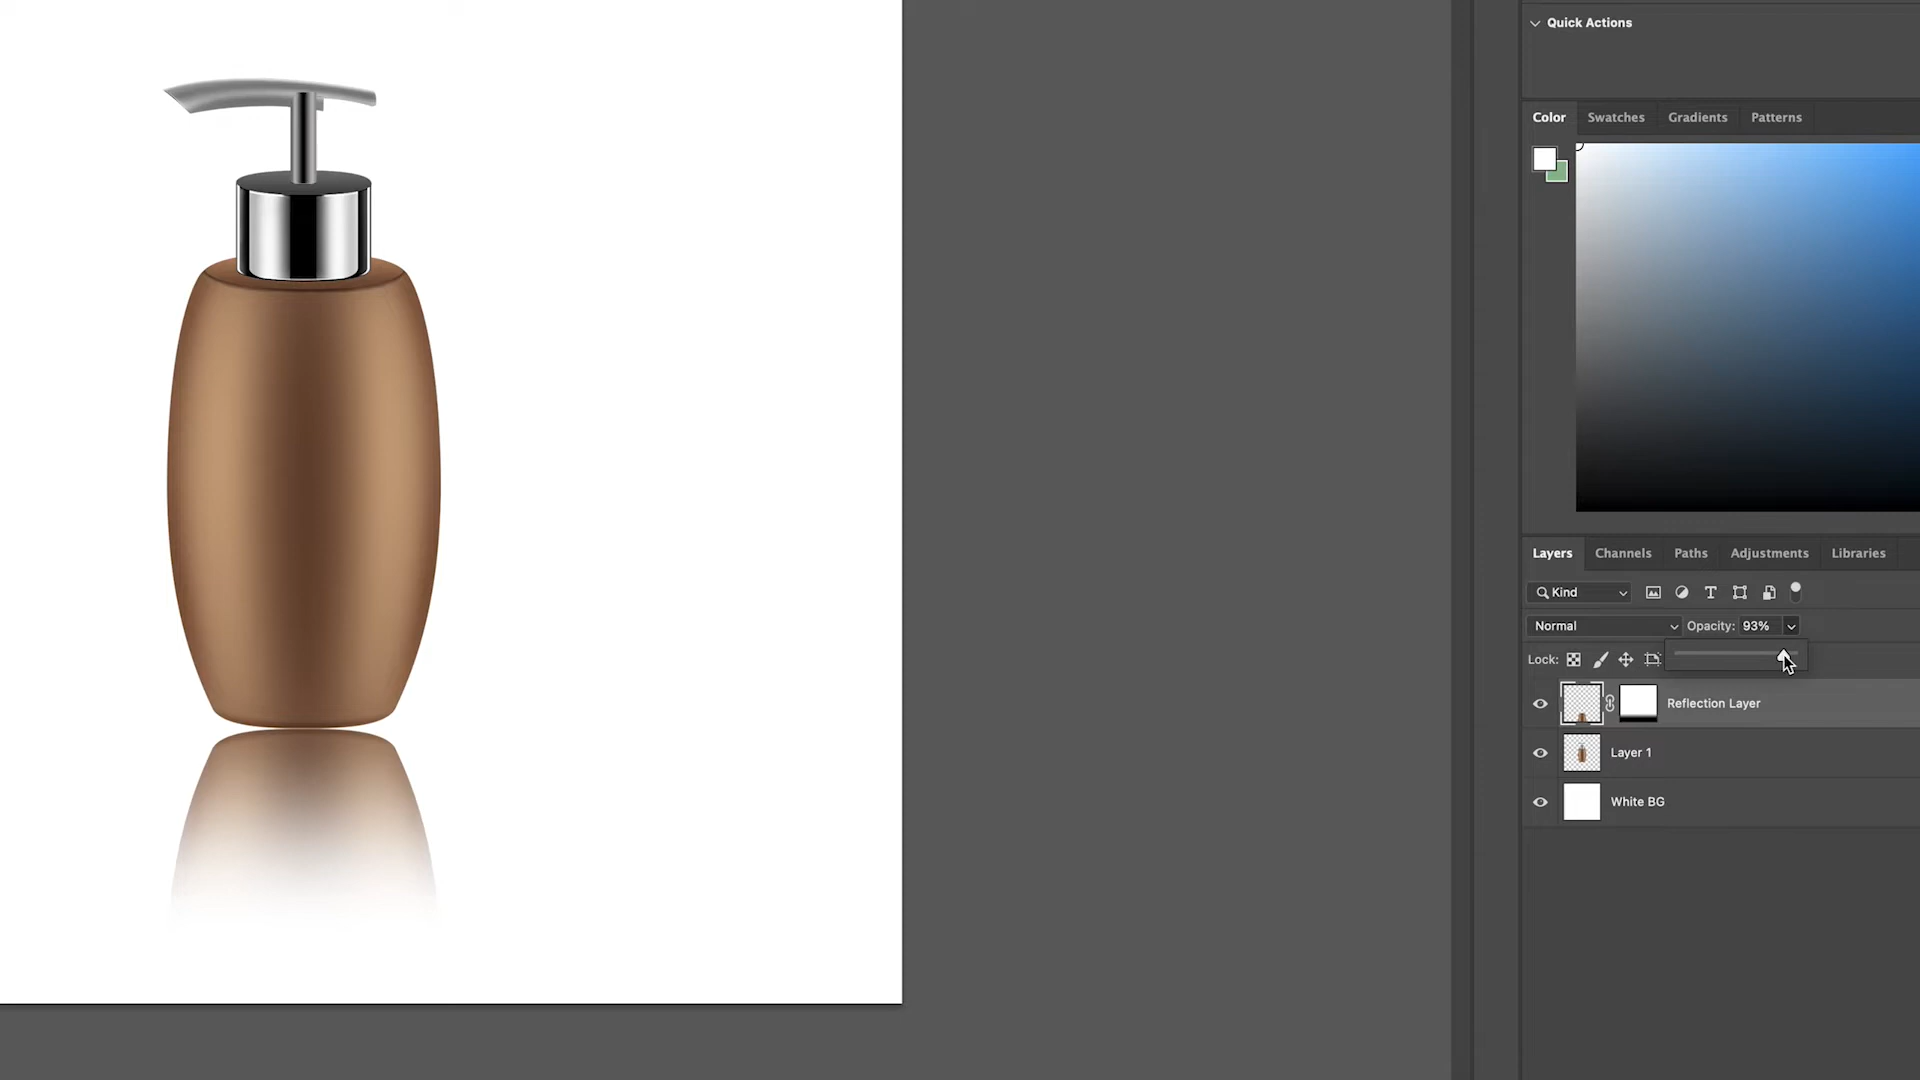 Quick Actions
Color Swatches Gradients Patterns
Layers Channels Paths Adjustments Libraries
Kind
Normal Opacity: 93%
Lock:
Reflection Layer
Layer 1
White BG